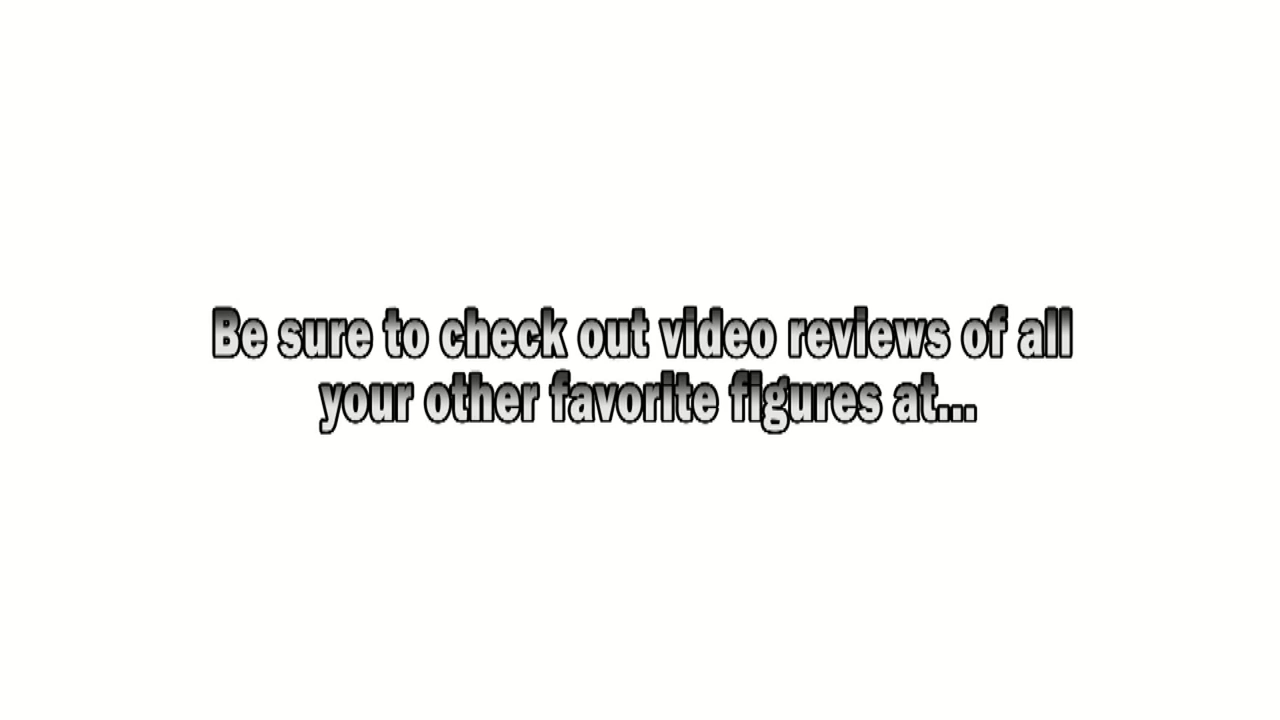 Be sure to check out video reviews of all
your other favorite figures at...